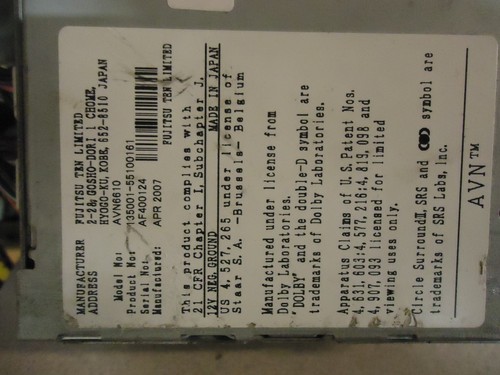 MANUFACTURER FUJITSU TEN LIMITED
ADDRESS 2-28, GOSHO-DORI 1 CHOME,
HYOGO-KU, KOBE, 652-8510 JAPAN
Model No: AVN6610
Product No: 135001-55100161
Serial No: AF400124
Manufactured: APR 2007
FUJITSU TEN LIMITED
This product complies with
21 CFR Chapter I, Subchapter J.
12V NEG. GROUND MADE IN JAPAN
US 4,527,265 under license of
Staar S.A. -Brussels- Belgium
Manufactured under license from
Dolby Laboratories.
"DOLBY" and the double-D symbol are
trademarks of Dolby Laboratories.
Apparatus Claims of U.S. Patent Nos.
4,631,603:4,577,216:4,819,098 and
4,907,093 licensed for limited
viewing uses only.
Circle SurroundII, SRS and symbol are
trademarks of SRS Labs, Inc.
AVN